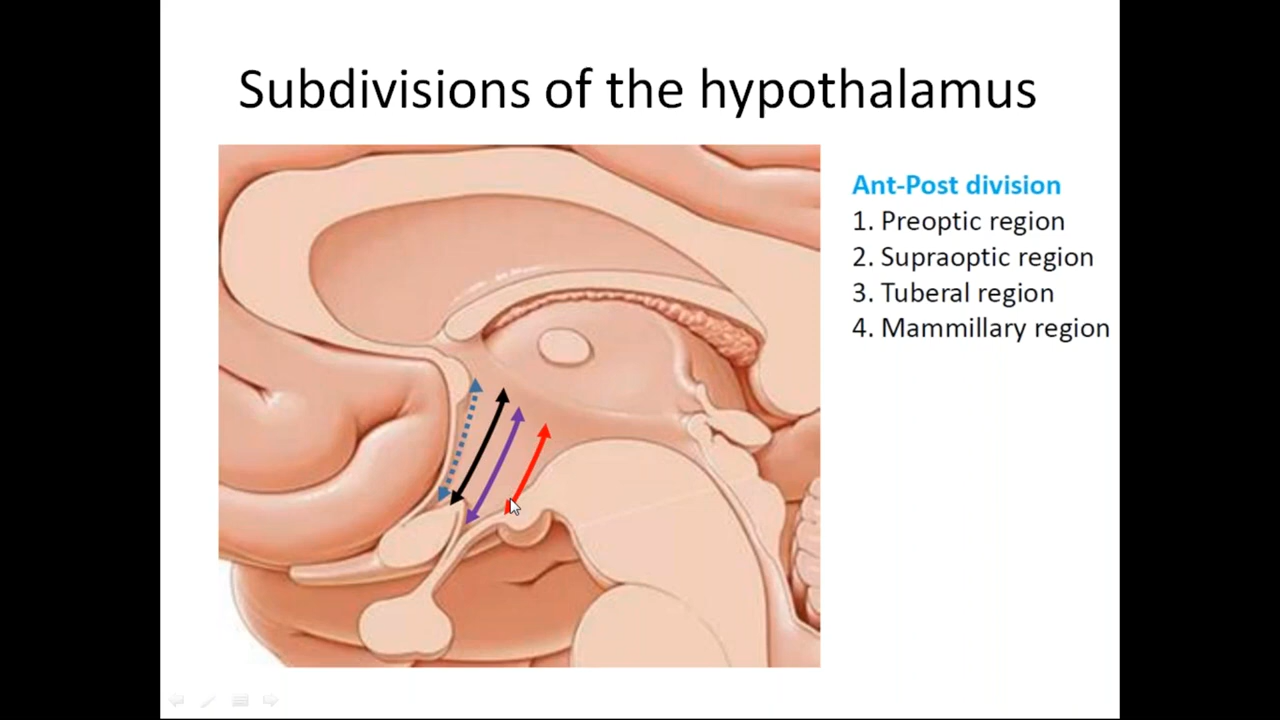 Subdivisions of the hypothalamus
Ant-Post division
1. Preoptic region
2. Supraoptic region
3. Tuberal region
4. Mammillary region